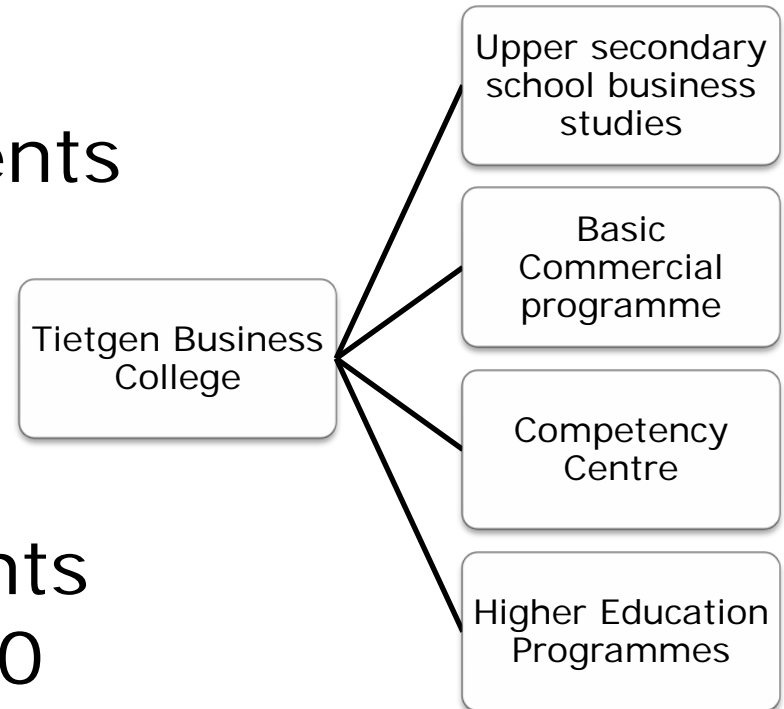 ents
nts
0
Tietgen Business
College
Upper secondary
school business
studies
Basic
Commercial
programme
Competency
Centre
Higher Education
Programmes